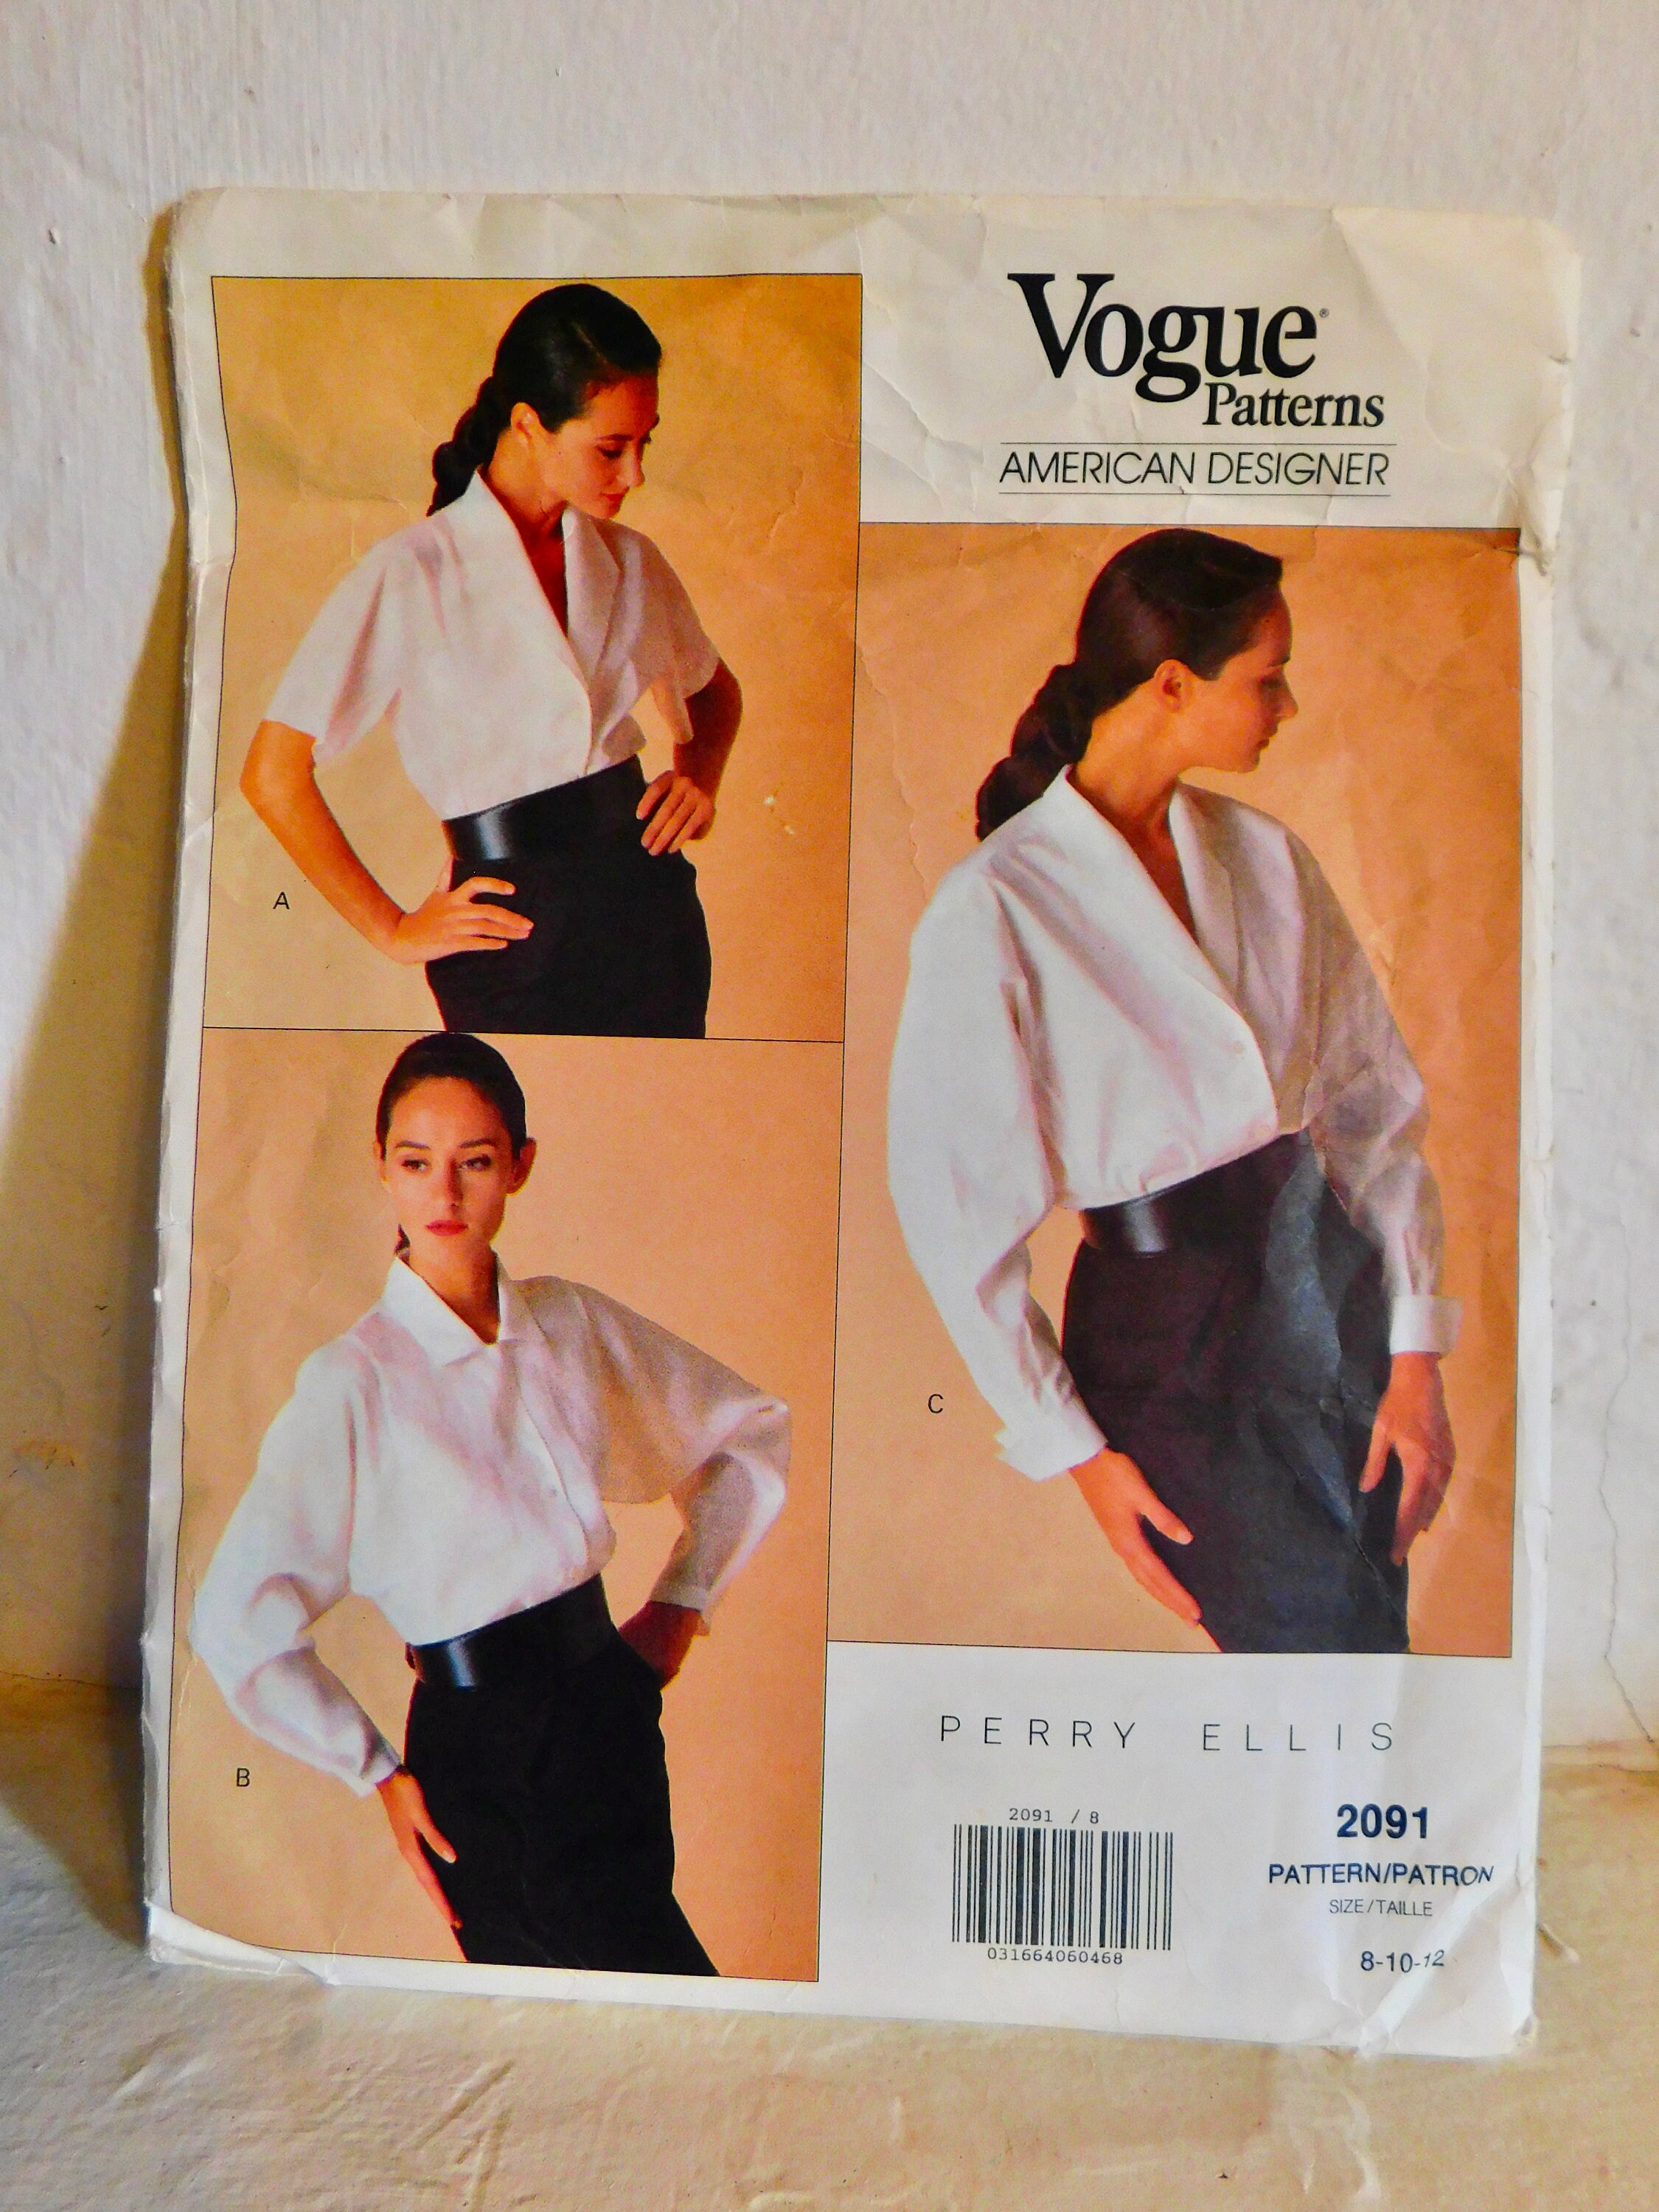 Vogue®
Patterns
AMERICAN DESIGNER
A
B
C
PERRY ELLIS
2091 / 8
031664060468
2091
PATTERN/PATRON
SIZE/TAILLE
8-10-12